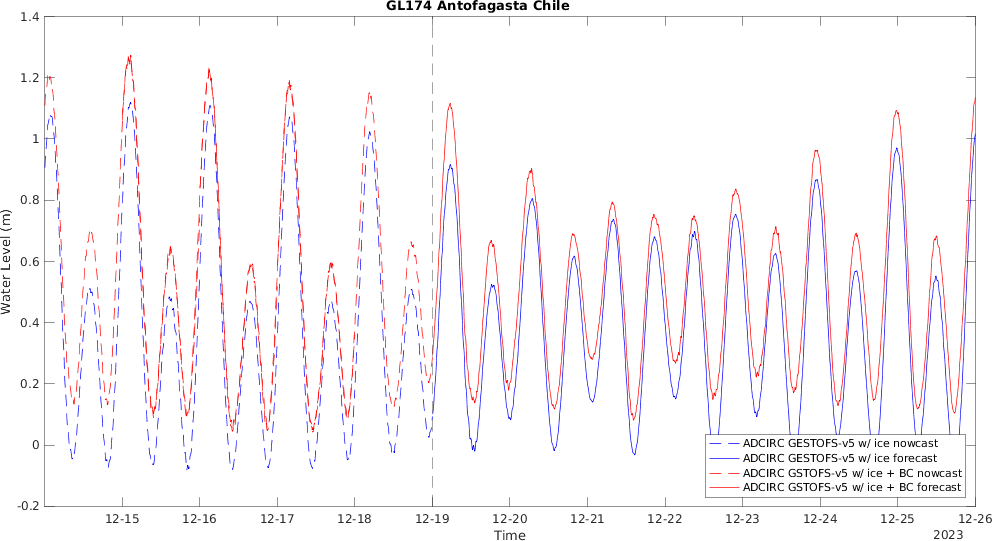 GL174 Antofagasta Chile
1.4
1.2
1
0.8
0.6
0.4
0.2
0
-0.2
Water Level (m)
ADCIRC GESTOFS-v5 w/ ice nowcast
ADCIRC GESTOFS-v5 w/ ice forecast
ADCIRC GSTOFS-v5 w/ ice + BC nowcast
ADCIRC GSTOFS-v5 w/ ice + BC forecast
12-15 12-16 12-17 12-18 12-19 12-20 12-21 12-22 12-23 12-24 12-25 12-26
Time
2023